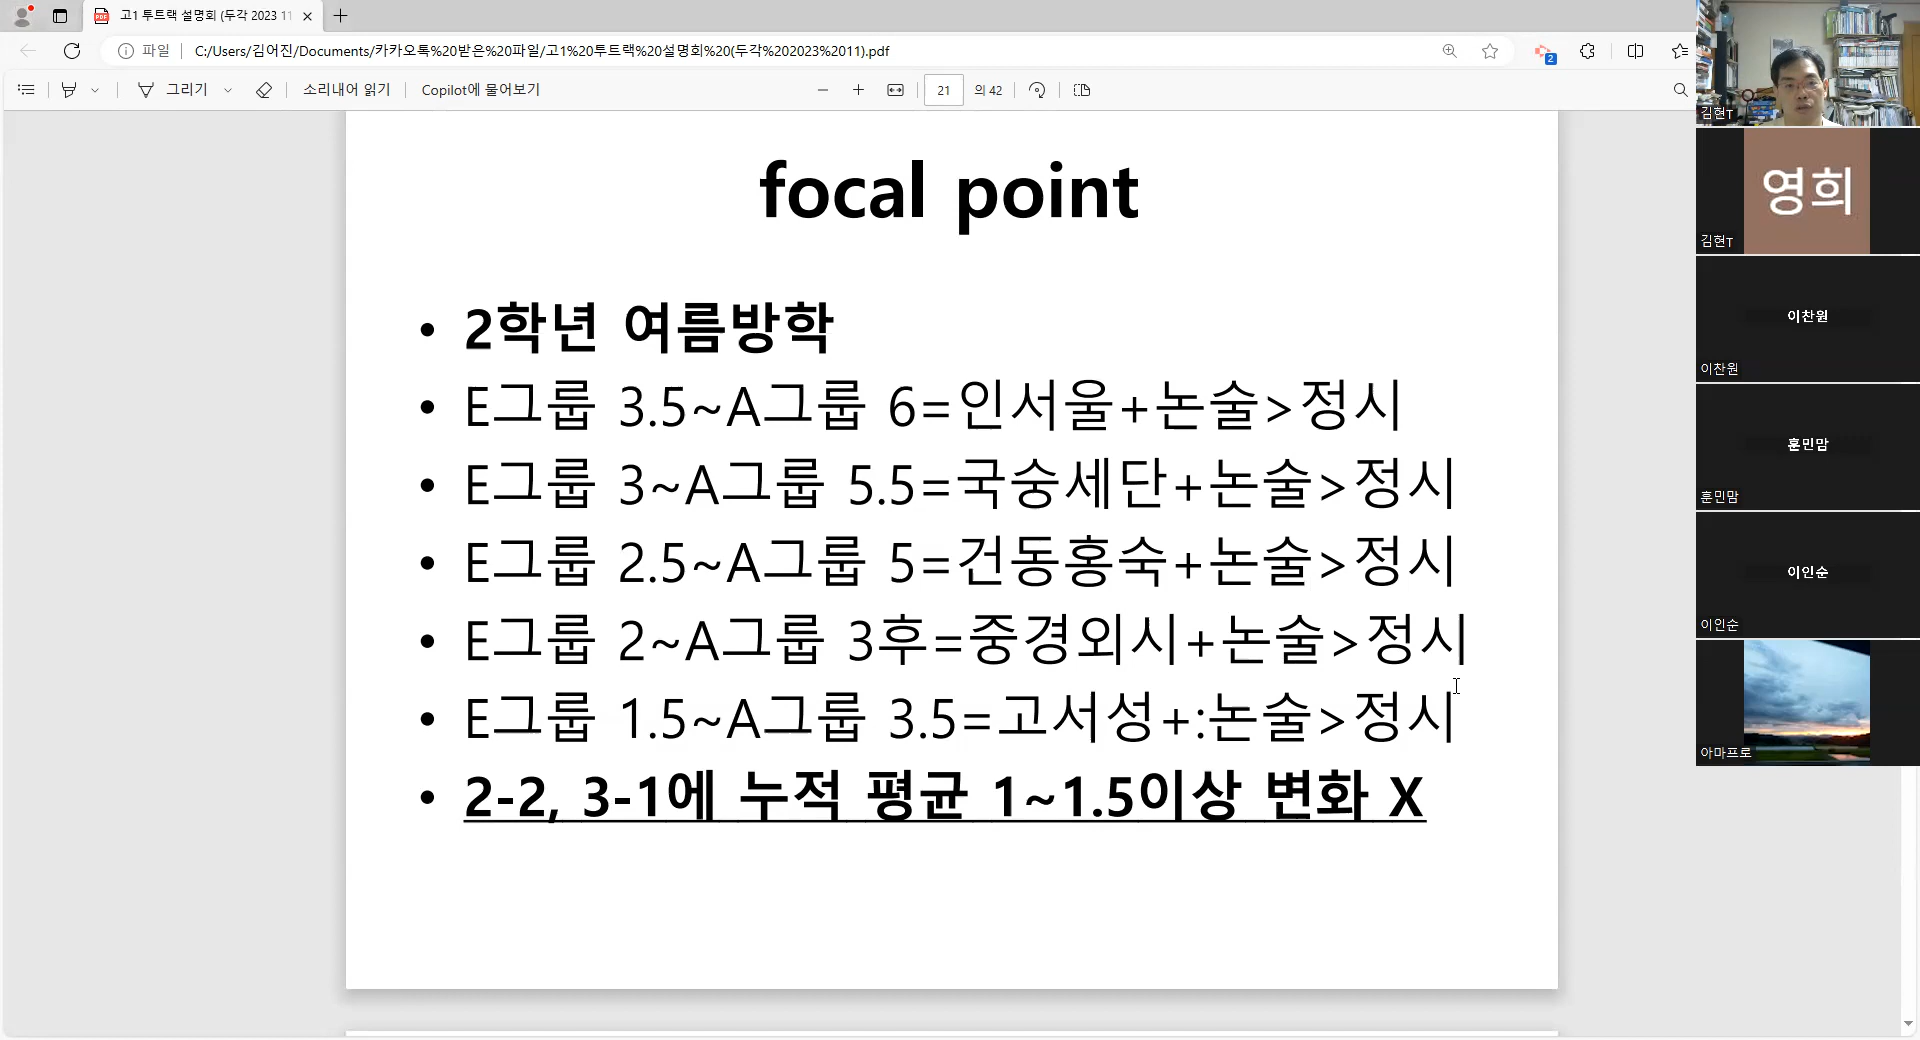 고1 투트랙 설명회 (두각 2023 11
파일
C:/Users/김어진/Documents/카카오톡%20받은%20파일/고1%20투트랙%20설명회%20(두각%202023%2011).pdf
2
그리기
소리내어 읽기
Copilot에 물어보기
21 의 42
focal point
• 2학년 여름방학
• E그룹 3.5~A그룹 6=인서울+논술>정시
• E그룹 3~A그룹 5.5=국숭세단+논술>정시
• E그룹 2.5~A그룹 5=건동홍숙+논술>정시
• E그룹 2~A그룹 3후=중경외시+논술>정시
• E그룹 1.5~A그룹 3.5=고서성+:논술>정시
• 2-2, 3-1에 누적 평균 1~1.5이상 변화 X
김현T
영희
김현T
이찬원
이찬원
훈민맘
훈민맘
이인순
이인순
아마프로